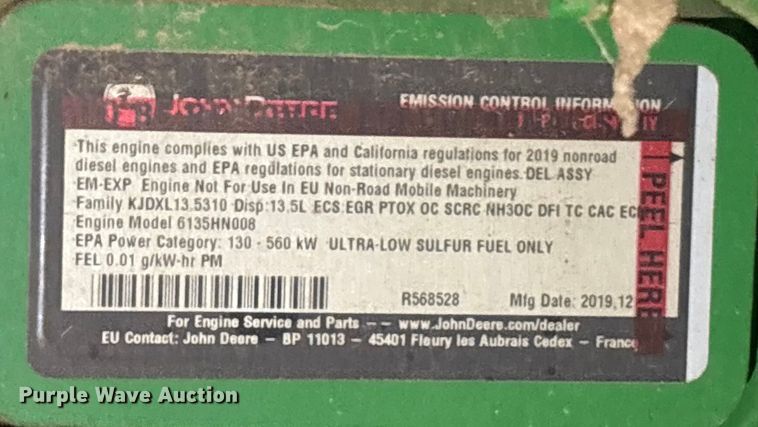 JOHN DEERE
EMISSION CONTROL INFORMATION
This engine complies with US EPA and California regulations for 2019 nonroad
diesel engines and EPA regulations for stationary diesel engines. DEL ASSY
EM-EXP Engine Not For Use In EU Non-Road Mobile Machinery
Family KJDXL13.5310 Disp:13.5L ECS:EGR PTOX OC SCRC NH3OC DFI TC CAC
Engine Model 6135HN008
EPA Power Category: 130 - 560 kW ULTRA-LOW SULFUR FUEL ONLY
FEL 0.01 g/kW-hr PM
PEEL HERE
R568528 Mfg Date: 2019,12
For Engine Service and Parts -- www.JohnDeere.com/dealer
EU Contact: John Deere - BP 11013 - 45401 Fleury les Aubrais Cedex - France
Purple Wave Auction